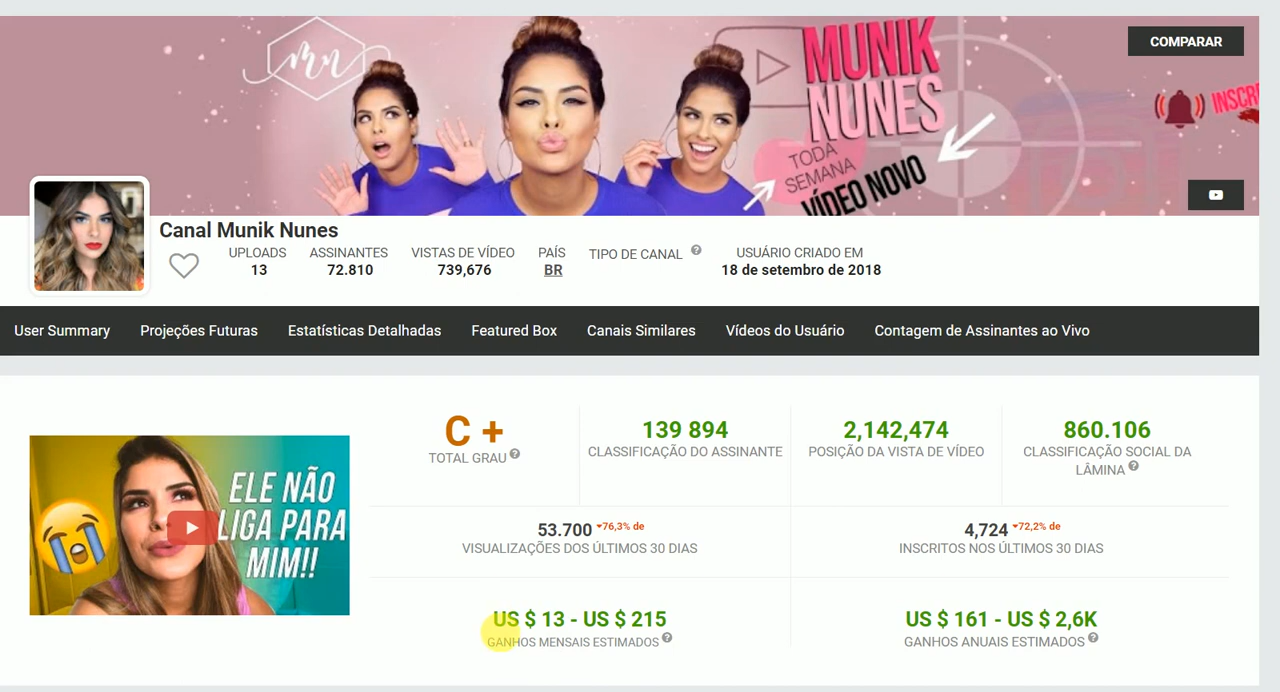 mn
MUNIK
NUNES
TODA
SEMANA
VÍDEO NOVO
COMPARAR
INSCR
Canal Munik Nunes
UPLOADS ASSINANTES VISTAS DE VÍDEO PAÍS TIPO DE CANAL ? USUÁRIO CRIADO EM
13 72.810 739,676 BR 18 de setembro de 2018
User Summary Projeções Futuras Estatísticas Detalhadas Featured Box Canais Similares Vídeos do Usuário Contagem de Assinantes ao Vivo
ELE NÃO
LIGA PARA
MIM!!
C + 139 894 2,142,474 860.106
TOTAL GRAU ? CLASSIFICAÇÃO DO ASSINANTE POSIÇÃO DA VISTA DE VÍDEO CLASSIFICAÇÃO SOCIAL DA
LÂMINA ?
53.700 76,3% de 4,724 72,2% de
VISUALIZAÇÕES DOS ÚLTIMOS 30 DIAS INSCRITOS NOS ÚLTIMOS 30 DIAS
US $ 13 - US $ 215 US $ 161 - US $ 2,6K
GANHOS MENSAIS ESTIMADOS ? GANHOS ANUAIS ESTIMADOS ?